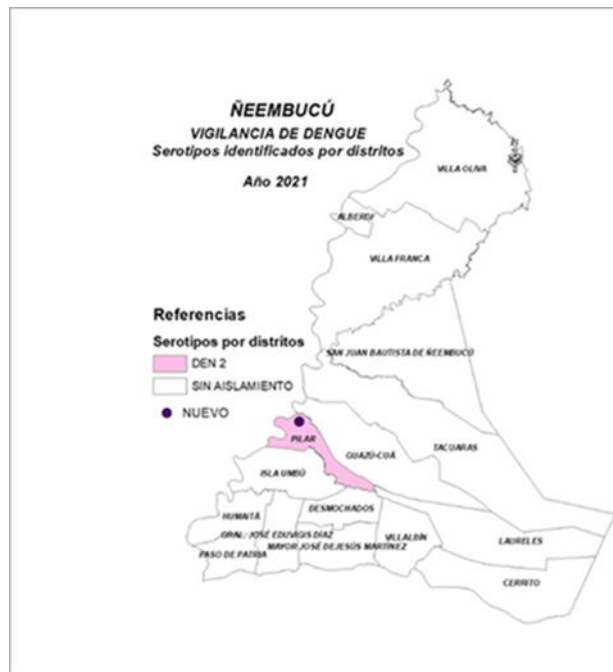 ÑEEMBUCÚ
VIGILANCIA DE DENGUE
Serotipos identificados por distritos
Año 2021
VILLA OLIVA
ALBERDI
VILLA FRANCA
Referencias
Serotipos por distritos
DEN 2
SIN AISLAMIENTO
NUEVO
SAN JUAN BAUTISTA DE ÑEEMBUCÚ
PILAR
GUAZÚ-CUÁ
TACUARAS
ISLA UMBÚ
HUMAITÁ
DESMOCHADOS
GRAL. JOSÉ EDUVIGIS DÍAZ
VILLALBÍN
LAURELES
PASO DE PATRIA
MAYOR JOSÉ DEJESÚS MARTÍNEZ
CERRITO